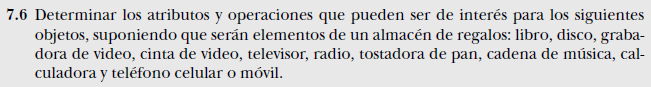 7.6 Determinar los atributos y operaciones que pueden ser de interés para los siguientes
objetos, suponiendo que serán elementos de un almacén de regalos: libro, disco, graba-
dora de video, cinta de video, televisor, radio, tostadora de pan, cadena de música, cal-
culadora y teléfono celular o móvil.